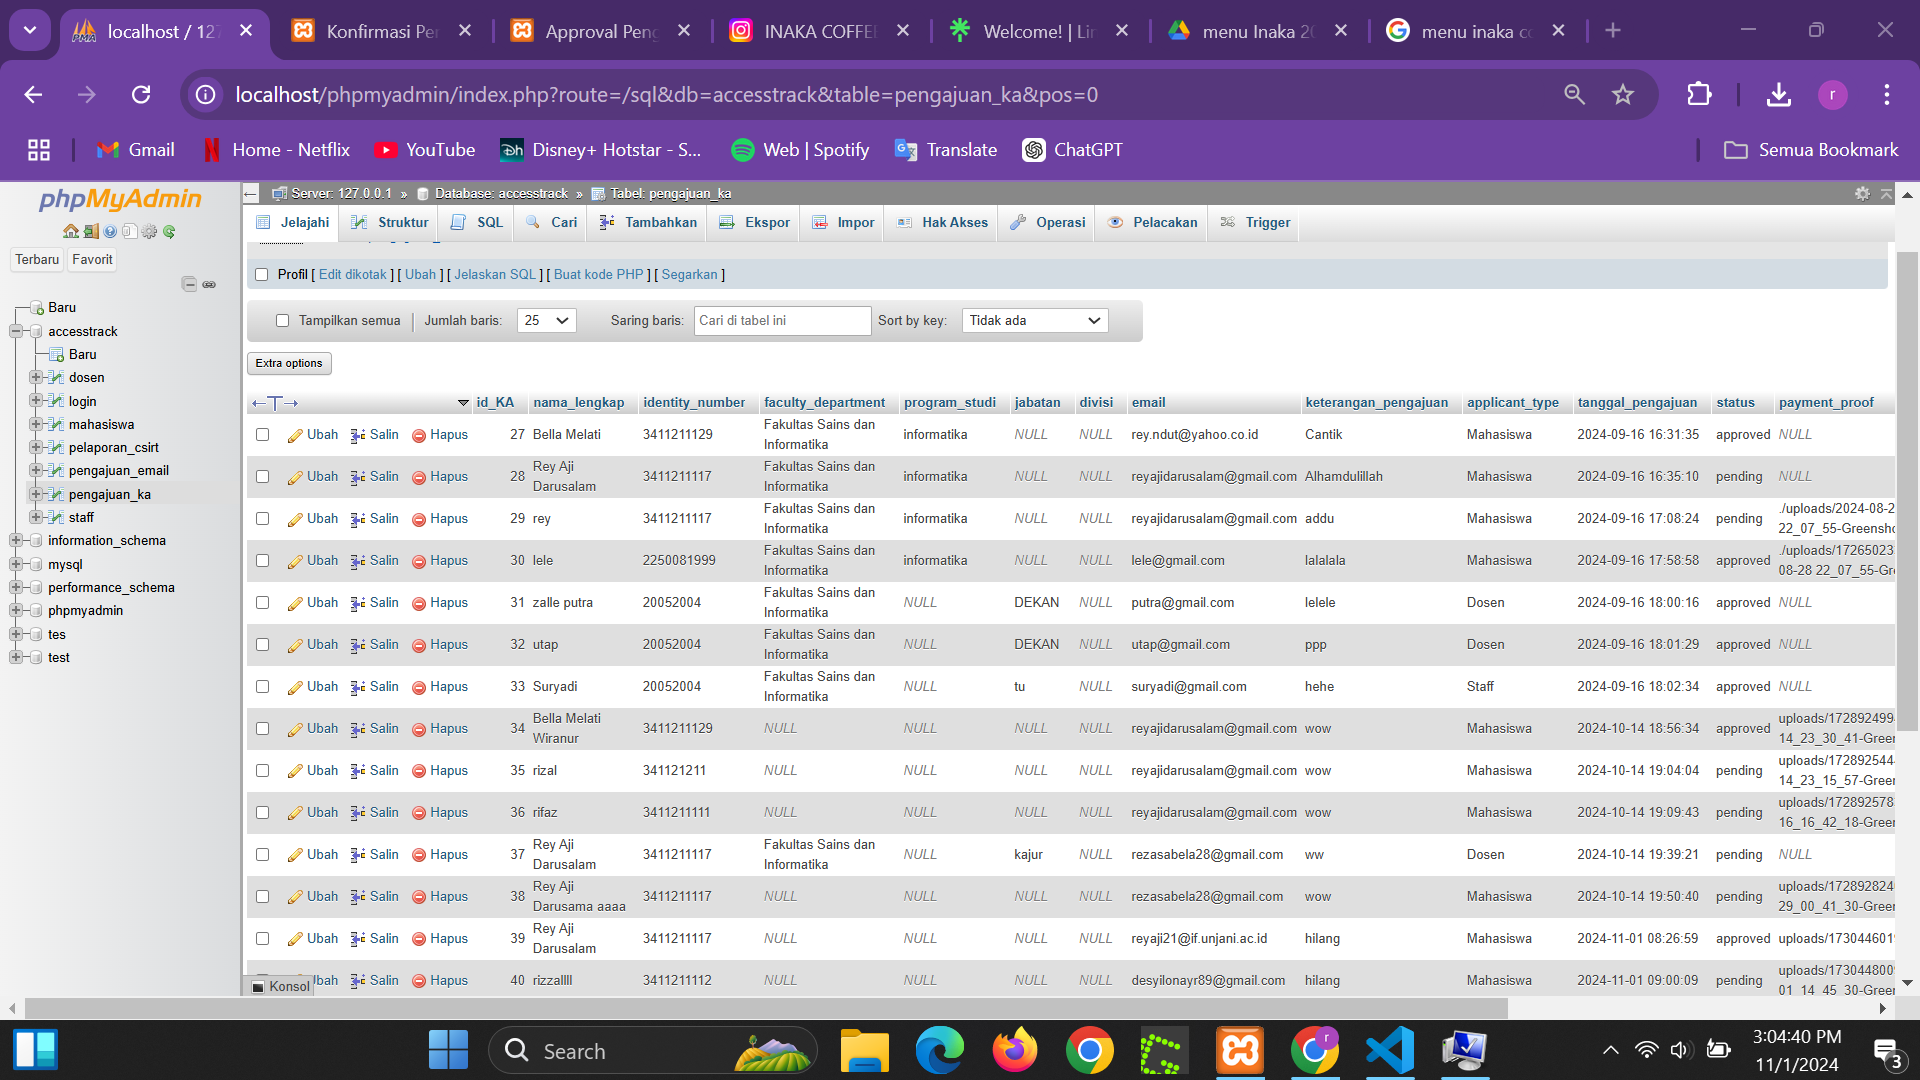 localhost / 127
Konfirmasi Per
Approval Peng
INAKA COFFEE
Welcome! | Lin
menu Inaka 20
menu inaka co
localhost/phpmyadmin/index.php?route=/sql&db=accesstrack&table=pengajuan_ka&pos=0
r
Gmail
Home - Netflix
YouTube
Disney+ Hotstar - S...
Web | Spotify
Translate
ChatGPT
Semua Bookmark
phpMyAdmin
Terbaru Favorit
Baru
accesstrack
Baru
dosen
login
mahasiswa
pelaporan_csirt
pengajuan_email
pengajuan_ka
staff
information_schema
mysql
performance_schema
phpmyadmin
tes
test
Server: 127.0.0.1 » Database: accesstrack » Tabel: pengajuan_ka
Jelajahi Struktur SQL Cari Tambahkan Ekspor Impor Hak Akses Operasi Pelacakan Trigger
Profil [ Edit dikotak ] [ Ubah ] [ Jelaskan SQL ] [ Buat kode PHP ] [ Segarkan ]
Tampilkan semua Jumlah baris: 25 Saring baris: Cari di tabel ini Sort by key: Tidak ada
Extra options
id_KA nama_lengkap identity_number faculty_department program_studi jabatan divisi email keterangan_pengajuan applicant_type tanggal_pengajuan status payment_proof
Ubah Salin Hapus 27 Bella Melati 3411211129 Fakultas Sains dan Informatika informatika NULL NULL rey.ndut@yahoo.co.id Cantik Mahasiswa 2024-09-16 16:31:35 approved NULL
Ubah Salin Hapus 28 Rey Aji Darusalam 3411211117 Fakultas Sains dan Informatika informatika NULL NULL reyajidarusalam@gmail.com Alhamdulillah Mahasiswa 2024-09-16 16:35:10 pending NULL
Ubah Salin Hapus 29 rey 3411211117 Fakultas Sains dan Informatika informatika NULL NULL reyajidarusalam@gmail.com addu Mahasiswa 2024-09-16 17:08:24 pending ./uploads/2024-08-2 22_07_55-Greensho
Ubah Salin Hapus 30 lele 2250081999 Fakultas Sains dan Informatika informatika NULL NULL lele@gmail.com lalalala Mahasiswa 2024-09-16 17:58:58 approved ./uploads/17265023 08-28 22_07_55-Gre
Ubah Salin Hapus 31 zalle putra 20052004 Fakultas Sains dan Informatika NULL DEKAN NULL putra@gmail.com lelele Dosen 2024-09-16 18:00:16 approved NULL
Ubah Salin Hapus 32 utap 20052004 Fakultas Sains dan Informatika NULL DEKAN NULL utap@gmail.com ppp Dosen 2024-09-16 18:01:29 approved NULL
Ubah Salin Hapus 33 Suryadi 20052004 Fakultas Sains dan Informatika NULL tu NULL suryadi@gmail.com hehe Staff 2024-09-16 18:02:34 approved NULL
Ubah Salin Hapus 34 Bella Melati Wiranur 3411211129 NULL NULL NULL NULL reyajidarusalam@gmail.com wow Mahasiswa 2024-10-14 18:56:34 approved uploads/172892499 14_23_30_41-Green
Ubah Salin Hapus 35 rizal 341121211 NULL NULL NULL NULL reyajidarusalam@gmail.com wow Mahasiswa 2024-10-14 19:04:04 pending uploads/172892544 14_23_15_57-Green
Ubah Salin Hapus 36 rifaz 3411211111 NULL NULL NULL NULL reyajidarusalam@gmail.com wow Mahasiswa 2024-10-14 19:09:43 pending uploads/172892578 16_16_42_18-Green
Ubah Salin Hapus 37 Rey Aji Darusalam 3411211117 Fakultas Sains dan Informatika NULL kajur NULL rezasabela28@gmail.com ww Dosen 2024-10-14 19:39:21 pending NULL
Ubah Salin Hapus 38 Rey Aji Darusama aaaa 3411211117 NULL NULL NULL NULL rezasabela28@gmail.com wow Mahasiswa 2024-10-14 19:50:40 pending uploads/172892824 29_00_41_30-Green
Ubah Salin Hapus 39 Rey Aji Darusalam 3411211117 NULL NULL NULL NULL reyaji21@if.unjani.ac.id hilang Mahasiswa 2024-11-01 08:26:59 approved uploads/173044601
Salin Hapus 40 rizzallll 3411211112 NULL NULL NULL NULL desyilonayr89@gmail.com hilang Mahasiswa 2024-11-01 09:00:09 pending uploads/173044800 01_14_45_30-Green
Konsol
Search
3:04:40 PM
11/1/2024
3